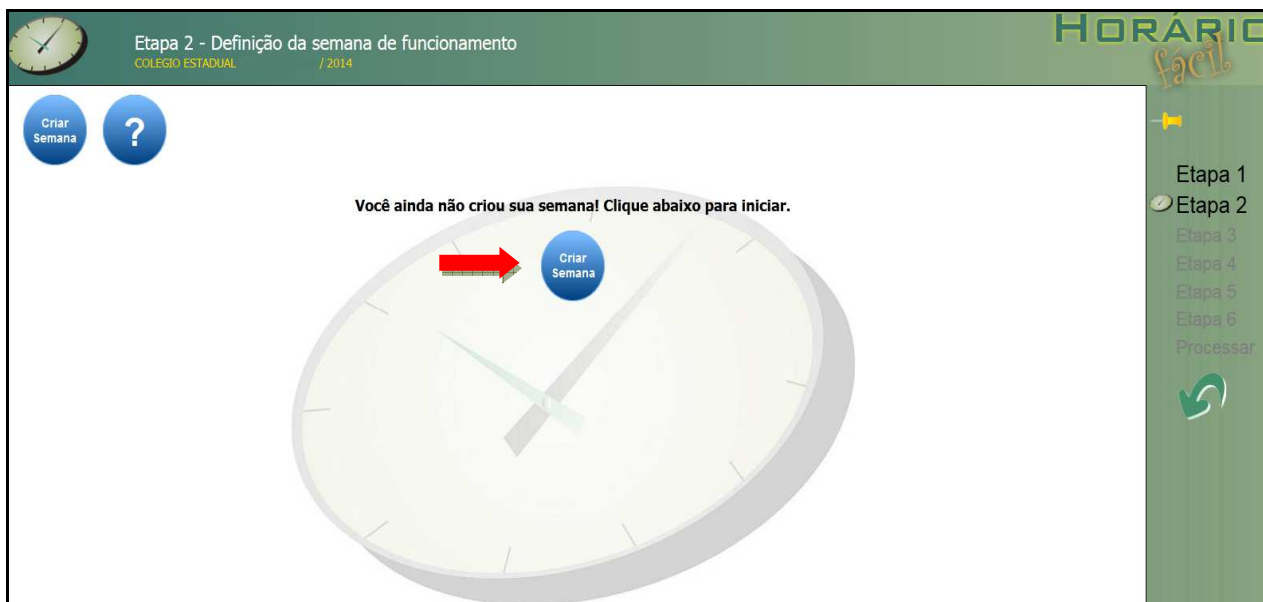 Etapa 2 - Definição da semana de funcionamento
COLEGIO ESTADUAL / 2014
HORÁRIO
fácil
Criar
Semana
?
Você ainda não criou sua semana! Clique abaixo para iniciar.
Criar
Semana
Etapa 1
Etapa 2
Etapa 3
Etapa 4
Etapa 5
Etapa 6
Processar